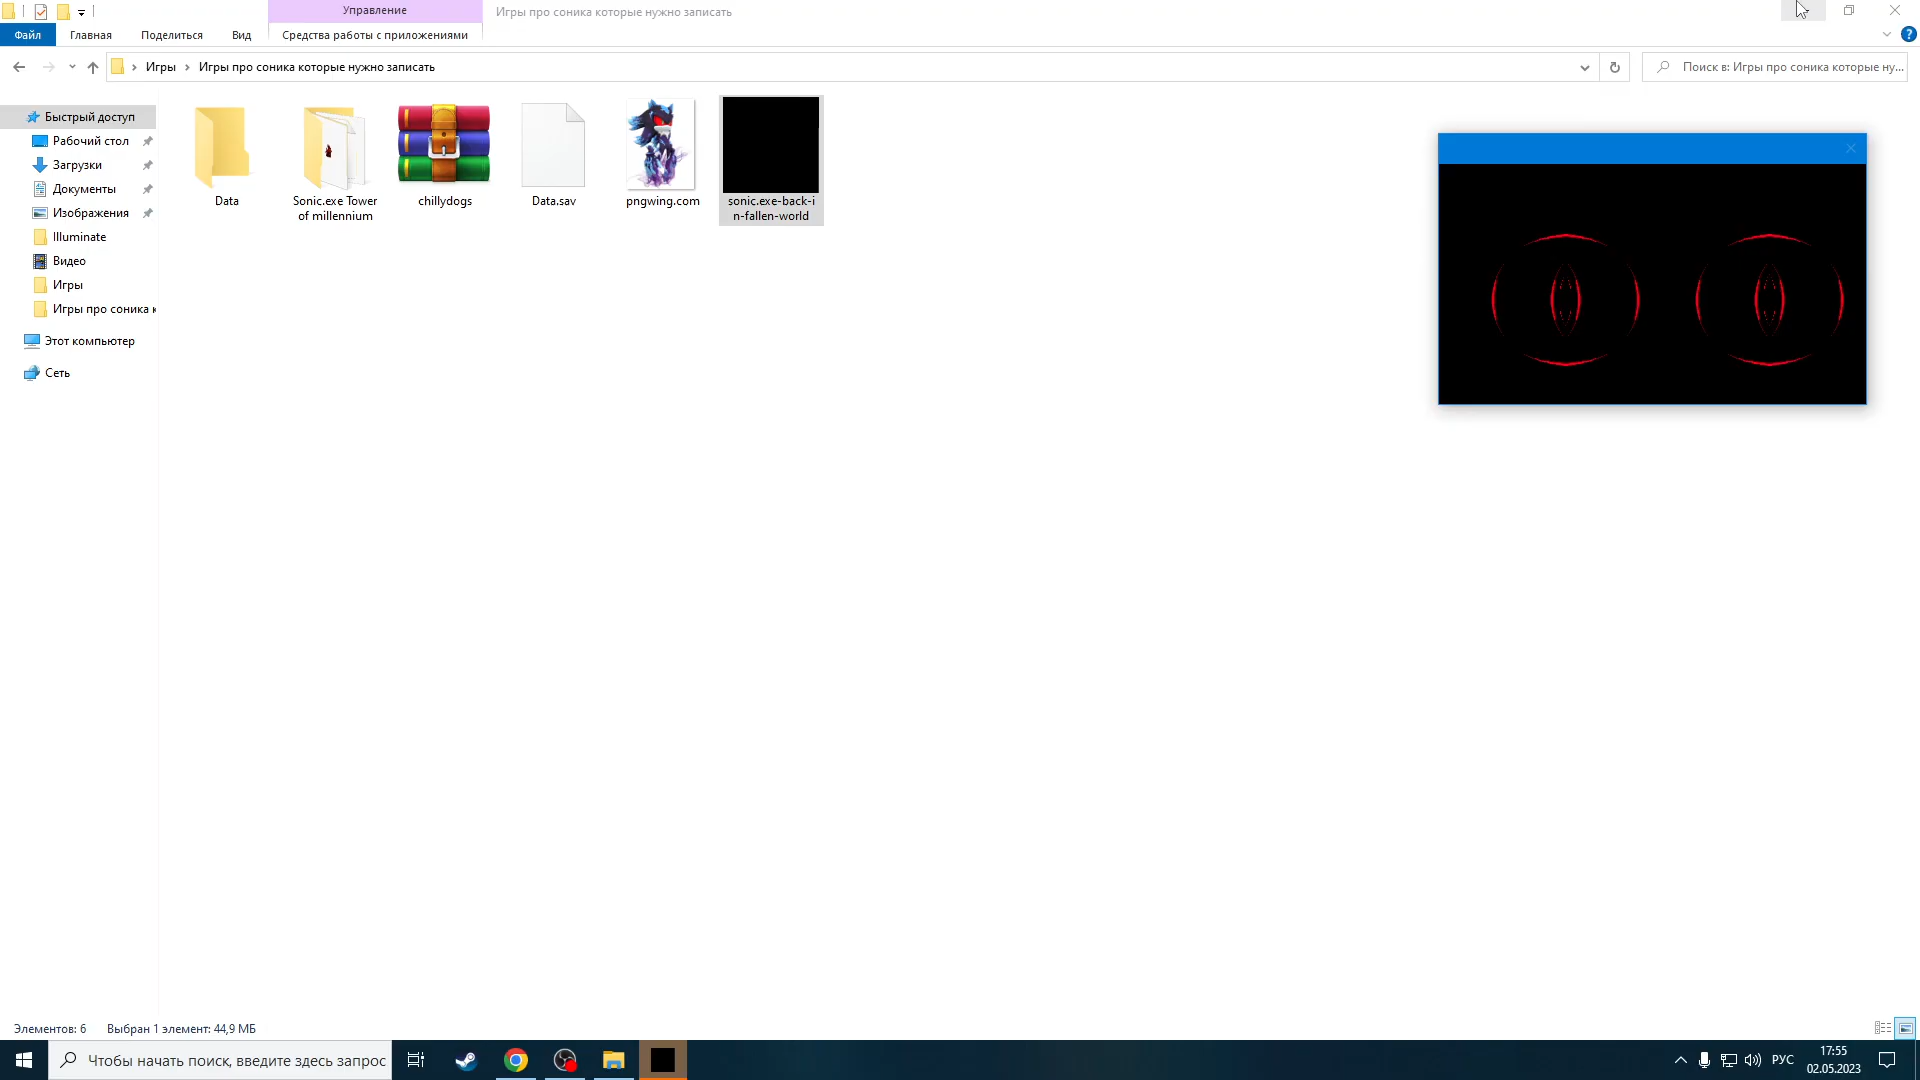 Управление
Игры про соника которые нужно записать
Файл
Главная
Поделиться
Вид
Средства работы с приложениями
Игры
Игры про соника которые нужно записать
Поиск в: Игры про соника которые ну...
Быстрый доступ
Рабочий стол
Загрузки
Документы
Изображения
Illuminate
Видео
Игры
Игры про соника к
Этот компьютер
Сеть
Data
Sonic.exe Tower
of millennium
chillydogs
Data.sav
pngwing.com
sonic.exe-back-i
n-fallen-world
Элементов: 6
Выбран 1 элемент: 44,9 МБ
Чтобы начать поиск, введите здесь запрос
РУС
17:55
02.05.2023